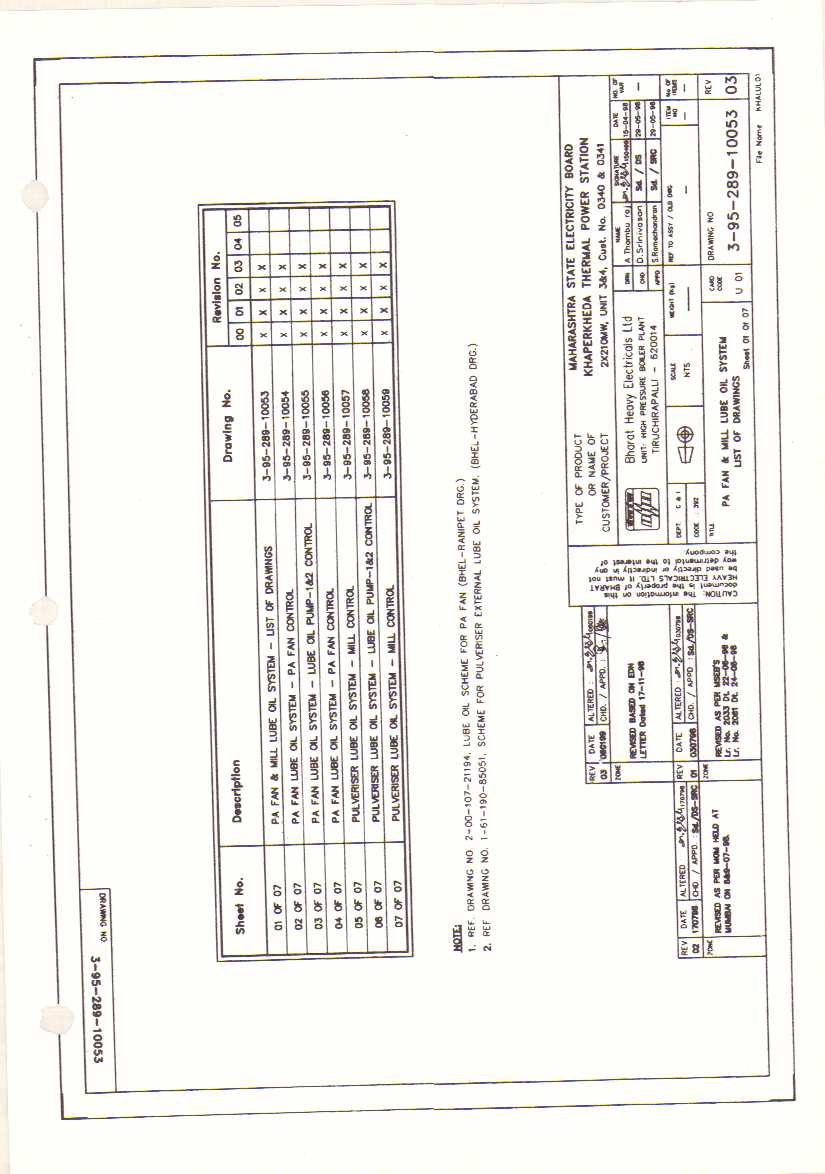 DRAWING NO. 3-95-289-10053
Sheet No. Description Drawing No. Revision No.
00 01 02 03 04 05
01 OF 07 PA FAN & MILL LUBE OIL SYSTEM - LIST OF DRAWINGS 3-95-289-10053 X X X X
02 OF 07 PA FAN LUBE OIL SYSTEM - PA FAN CONTROL 3-95-289-10054 X X X X
03 OF 07 PA FAN LUBE OIL SYSTEM - LUBE OIL PUMP-1&2 CONTROL 3-95-289-10055 X X X X
04 OF 07 PA FAN LUBE OIL SYSTEM - PA FAN CONTROL 3-95-289-10056 X X X X
05 OF 07 PULVERISER LUBE OIL SYSTEM - MILL CONTROL 3-95-289-10057 X X X X
06 OF 07 PULVERISER LUBE OIL SYSTEM - LUBE OIL PUMP-1&2 CONTROL 3-95-289-10058 X X X X
07 OF 07 PULVERISER LUBE OIL SYSTEM - MILL CONTROL 3-95-289-10059 X X X X
NOTE:
1. REF. DRAWING NO 2-00-107-21194, LUBE OIL SCHEME FOR PA FAN (BHEL-RANIPET DRG.)
2. REF DRAWING NO. 1-61-190-85051, SCHEME FOR PULVERISER EXTERNAL LUBE OIL SYSTEM. (BHEL-HYDERABAD DRG.)
REV DATE ALTERED :
03 080199 CHD. / APPD. :
ZONE REVISED BASED ON EDN
LETTER Dated 17-11-98
REV DATE ALTERED : 170798
02 170798 CHD / APPD. : Sd./DS-SRC
ZONE REVISED AS PER MOM HELD AT
MUMBAI ON 8&9-07-98.
REV DATE ALTERED : 030798
01 030798 CHD. / APPD. : Sd./DS-SRC
ZONE REVISED AS PER MSEB'S
Lr. No. 2033 Dt. 22-06-98 &
Lr. No. 2061 Dt. 24-06-98
CAUTION: The information on this
document is the property of BHARAT
HEAVY ELECTRICALS LTD. It must not
be used directly or indirectly in any
way detrimental to the interest of
the company.
TYPE OF PRODUCT
OR NAME OF
CUSTOMER/PROJECT
MAHARASHTRA STATE ELECTRICITY BOARD
KHAPERKHEDA THERMAL POWER STATION
2X210MW, UNIT 3&4, Cust. No. 0340 & 0341
Bharat Heavy Electricals Ltd
UNIT: HIGH PRESSURE BOILER PLANT
TIRUCHIRAPALLI - 620014
NAME SIGNATURE DATE NO. OF VAR
DRN A.Thambu raj 15-04-98 -
CHD D.Srinivasan Sd. / DS 29-05-98
APPD S.Ramachandran Sd. / SRC 29-05-98
DEPT. C & I
CODE : 392
SCALE NTS
WEIGHT (Kg) -
REF TO ASSY / OLD DWG -
ITEM NO -
No OF ITEMS -
TITLE PA FAN & MILL LUBE OIL SYSTEM
LIST OF DRAWINGS
CARD CODE U 01
DRAWING NO 3-95-289-10053
REV 03
Sheet 01 Of 07
File Name KHALUL01